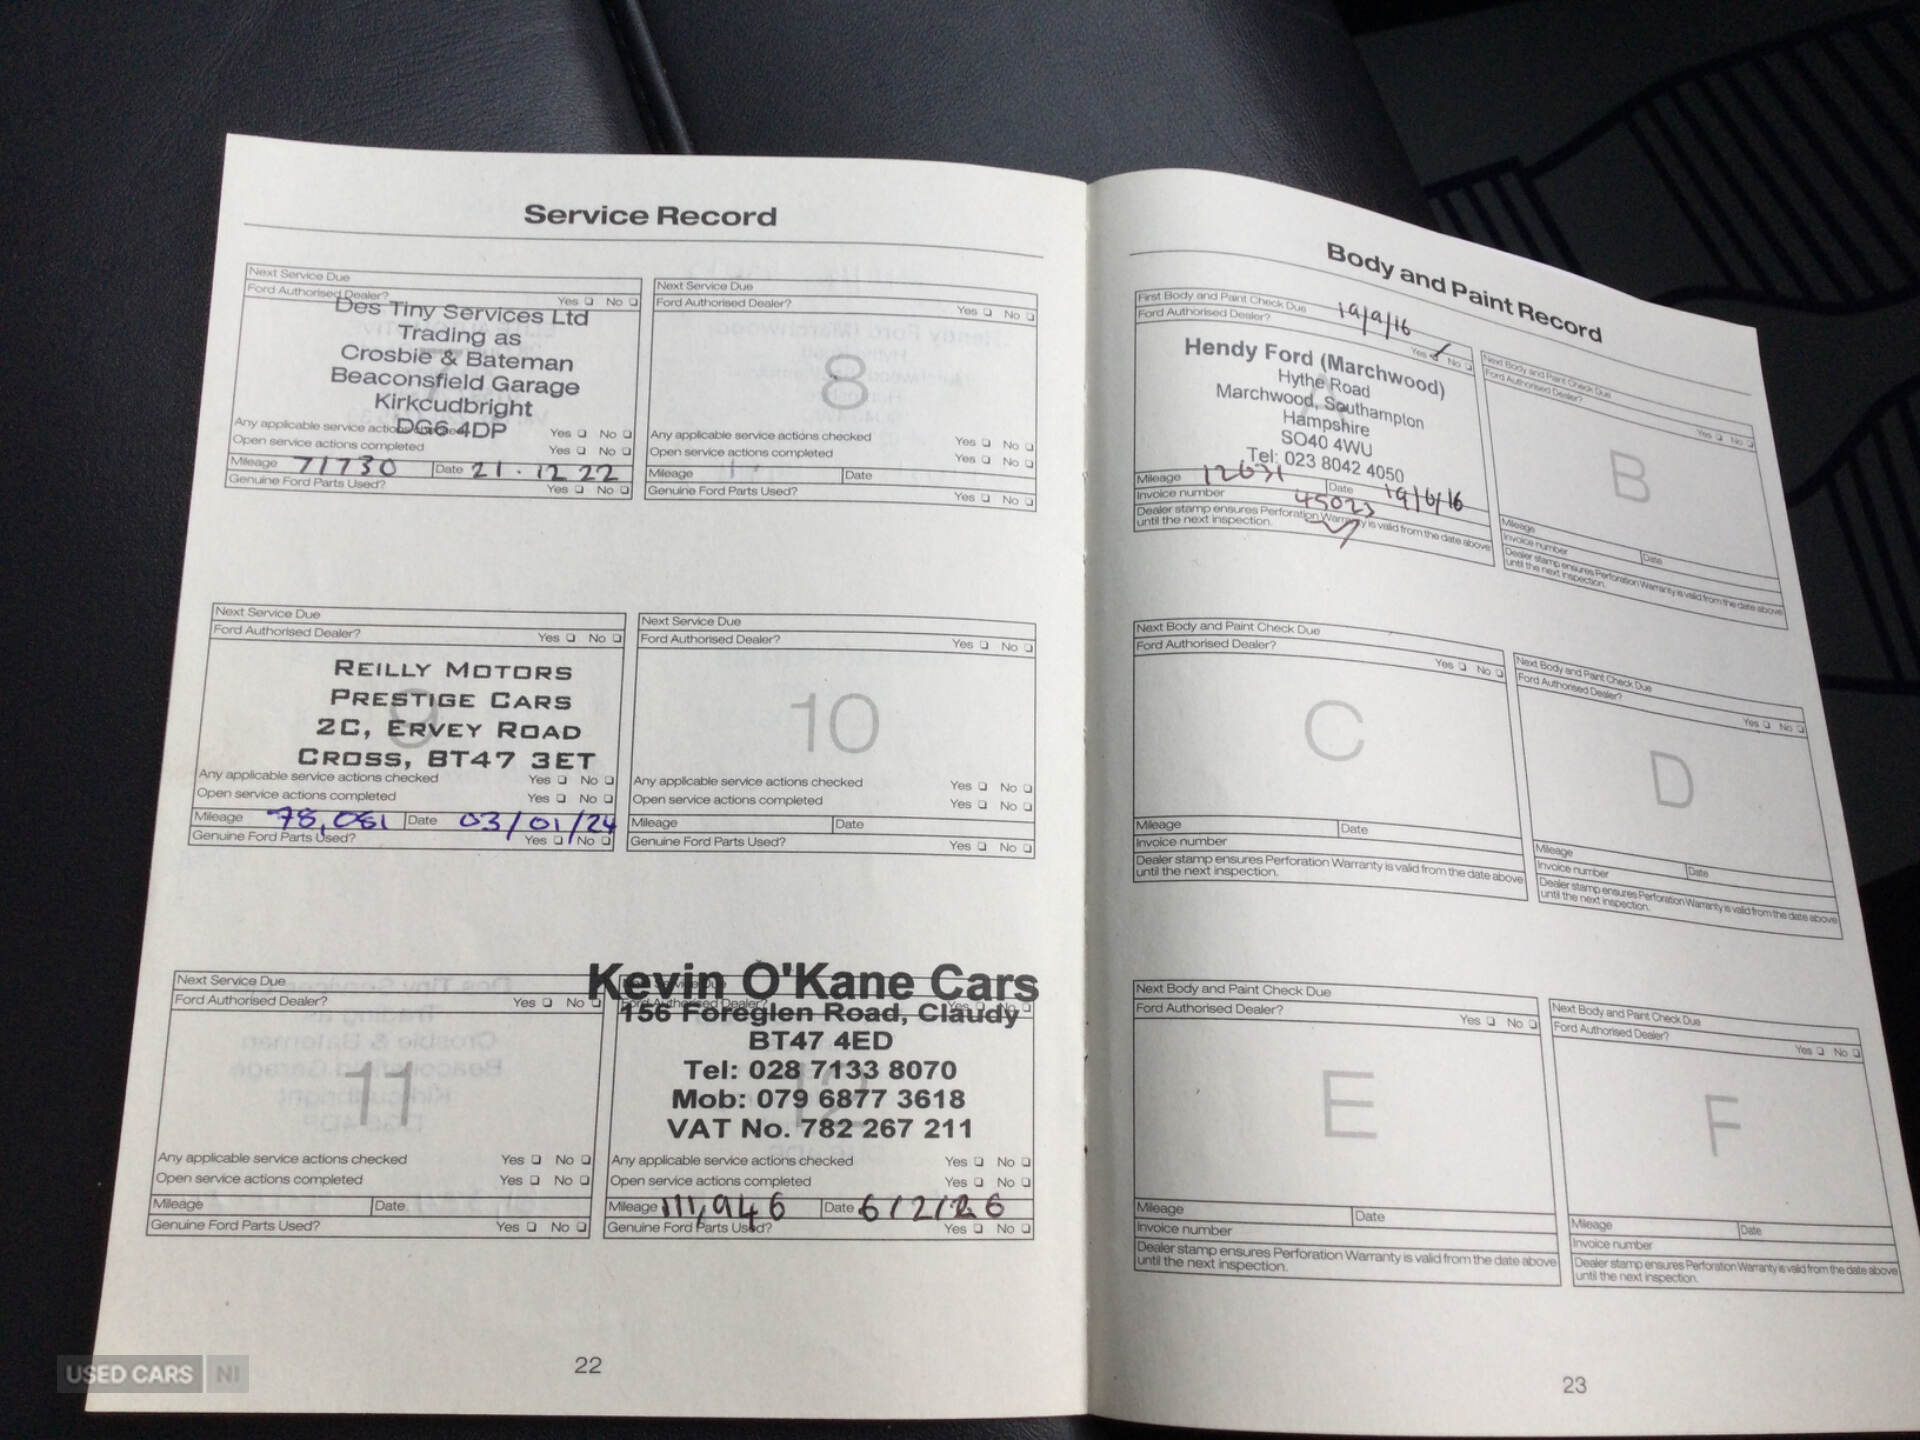 Service Record
Next Service Due
Ford Authorised Dealer? Yes No
Des Tiny Services Ltd
Trading as
Crosbie & Bateman
Beaconsfield Garage
Kirkcudbright
DG6 4DP
Any applicable service actions Yes No
Open service actions completed Yes No
Mileage 71730 Date 21.12.22
Genuine Ford Parts Used? Yes No
Next Service Due
Ford Authorised Dealer? Yes No
8
Any applicable service actions checked Yes No
Open service actions completed Yes No
Mileage Date
Genuine Ford Parts Used? Yes No
Next Service Due
Ford Authorised Dealer? Yes No
9
REILLY MOTORS
PRESTIGE CARS
2C, ERVEY ROAD
CROSS, BT47 3ET
Any applicable service actions checked Yes No
Open service actions completed Yes No
Mileage 78,081 Date 03/01/24
Genuine Ford Parts Used? Yes No
Next Service Due
Ford Authorised Dealer? Yes No
10
Any applicable service actions checked Yes No
Open service actions completed Yes No
Mileage Date
Genuine Ford Parts Used? Yes No
Next Service Due
Ford Authorised Dealer? Yes No
11
Any applicable service actions checked Yes No
Open service actions completed Yes No
Mileage Date
Genuine Ford Parts Used? Yes No
Kevin O'Kane Cars
Ford Authorised Dealer? Yes No
156 Foreglen Road, Claudy
BT47 4ED
Tel: 028 7133 8070
Mob: 079 6877 3618
12
VAT No. 782 267 211
Any applicable service actions checked Yes No
Open service actions completed Yes No
Mileage 111,946 Date 6/2/26
Genuine Ford Parts Used? Yes No
22
Body and Paint Record
First Body and Paint Check Due 19/9/16
Ford Authorised Dealer? Yes No
Hendy Ford (Marchwood)
Hythe Road
Marchwood, Southampton
Hampshire
SO40 4WU
Tel: 023 8042 4050
Mileage 12631 Date 19/6/16
Invoice number 45023
Dealer stamp ensures Perforation Warranty is valid from the date above
until the next inspection.
Next Body and Paint Check Due
Ford Authorised Dealer? Yes No
B
Mileage
Invoice number Date
Dealer stamp ensures Perforation Warranty is valid from the date above
until the next inspection.
Next Body and Paint Check Due
Ford Authorised Dealer? Yes No
C
Mileage Date
Invoice number
Dealer stamp ensures Perforation Warranty is valid from the date above
until the next inspection.
Next Body and Paint Check Due
Ford Authorised Dealer? Yes No
D
Mileage
Invoice number Date
Dealer stamp ensures Perforation Warranty is valid from the date above
until the next inspection.
Next Body and Paint Check Due
Ford Authorised Dealer? Yes No
E
Mileage Date
Invoice number
Dealer stamp ensures Perforation Warranty is valid from the date above
until the next inspection.
Next Body and Paint Check Due
Ford Authorised Dealer? Yes No
F
Mileage Date
Invoice number
Dealer stamp ensures Perforation Warranty is valid from the date above
until the next inspection.
23
USED CARS NI